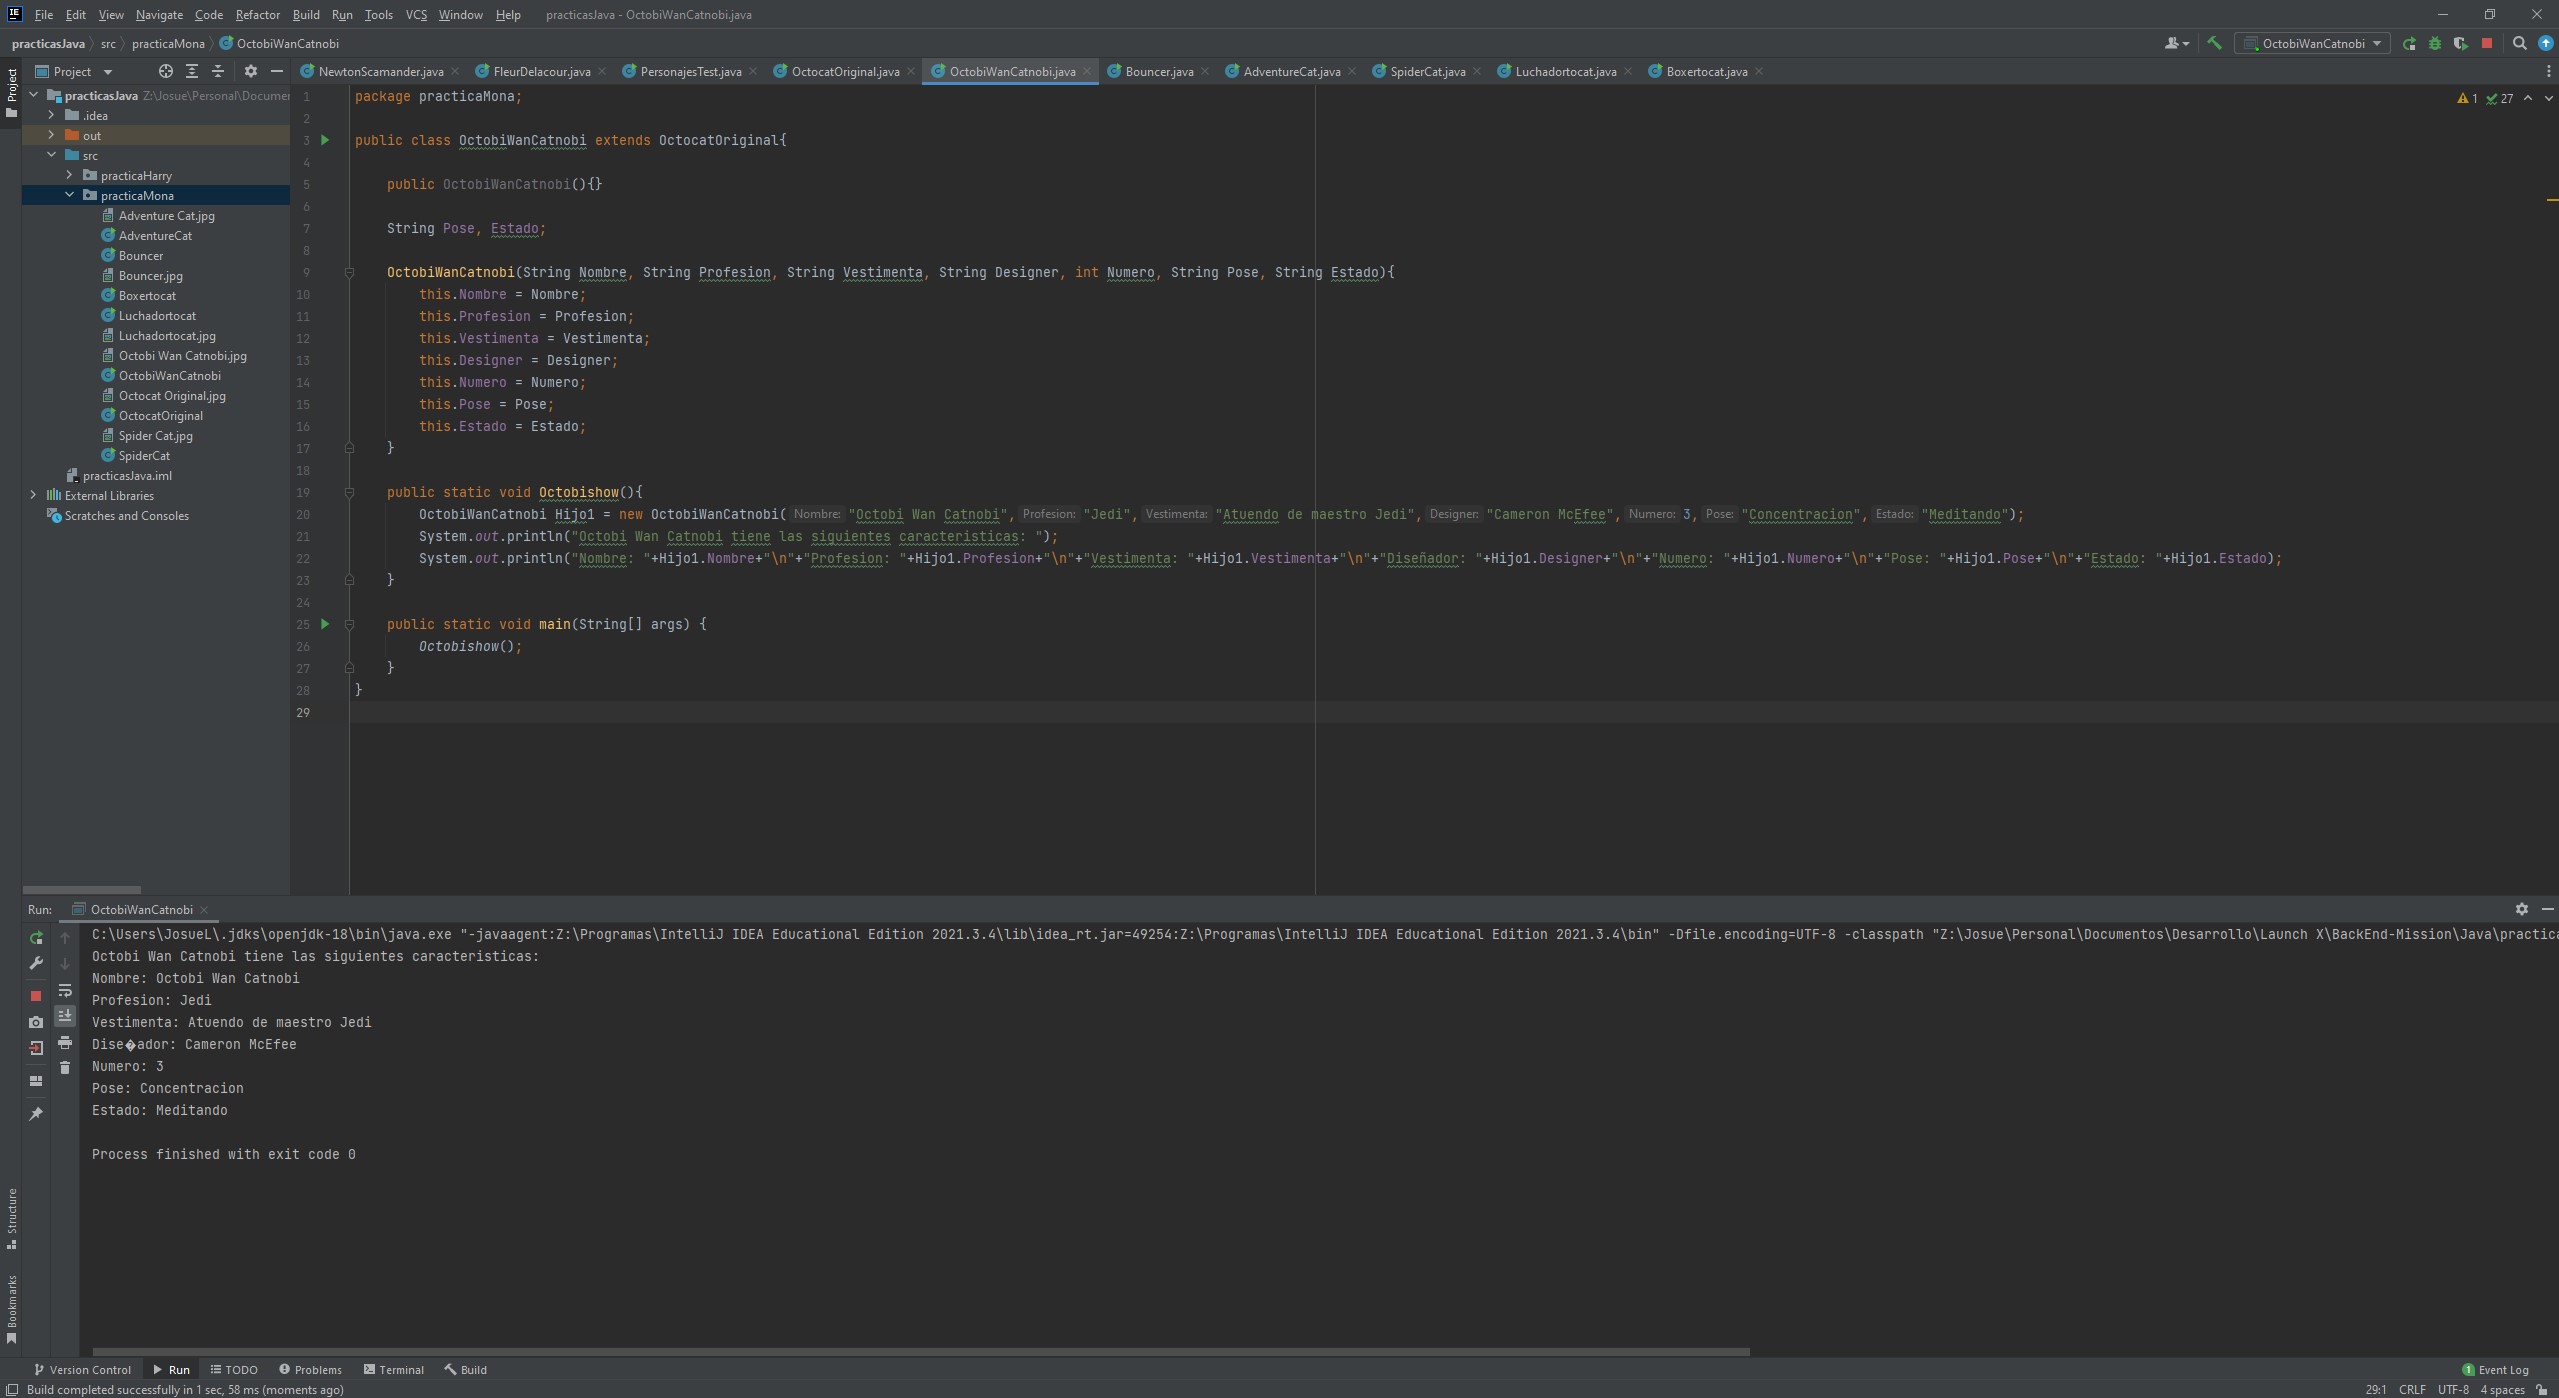 File Edit View Navigate Code Refactor Build Run Tools VCS Window Help practicasJava - OctobiWanCatnobi.java
practicasJava src practicaMona OctobiWanCatnobi
OctobiWanCatnobi
Project
NewtonScamander.java FleurDelacour.java PersonajesTest.java OctocatOriginal.java OctobiWanCatnobi.java Bouncer.java AdventureCat.java SpiderCat.java Luchadortocat.java Boxertocat.java
Project
practicasJava Z:\Josue\Personal\Documen
.idea
out
src
practicaHarry
practicaMona
Adventure Cat.jpg
AdventureCat
Bouncer
Bouncer.jpg
Boxertocat
Luchadortocat
Luchadortocat.jpg
Octobi Wan Catnobi.jpg
OctobiWanCatnobi
Octocat Original.jpg
OctocatOriginal
Spider Cat.jpg
SpiderCat
practicasJava.iml
External Libraries
Scratches and Consoles
1 27
1 package practicaMona;
2
3 public class OctobiWanCatnobi extends OctocatOriginal{
4
5 public OctobiWanCatnobi(){}
6
7 String Pose, Estado;
8
9 OctobiWanCatnobi(String Nombre, String Profesion, String Vestimenta, String Designer, int Numero, String Pose, String Estado){
10 this.Nombre = Nombre;
11 this.Profesion = Profesion;
12 this.Vestimenta = Vestimenta;
13 this.Designer = Designer;
14 this.Numero = Numero;
15 this.Pose = Pose;
16 this.Estado = Estado;
17 }
18
19 public static void Octobishow(){
20 OctobiWanCatnobi Hijo1 = new OctobiWanCatnobi( Nombre: "Octobi Wan Catnobi", Profesion: "Jedi", Vestimenta: "Atuendo de maestro Jedi", Designer: "Cameron McEfee", Numero: 3, Pose: "Concentracion", Estado: "Meditando");
21 System.out.println("Octobi Wan Catnobi tiene las siguientes caracteristicas: ");
22 System.out.println("Nombre: "+Hijo1.Nombre+"\n"+"Profesion: "+Hijo1.Profesion+"\n"+"Vestimenta: "+Hijo1.Vestimenta+"\n"+"Diseñador: "+Hijo1.Designer+"\n"+"Numero: "+Hijo1.Numero+"\n"+"Pose: "+Hijo1.Pose+"\n"+"Estado: "+Hijo1.Estado);
23 }
24
25 public static void main(String[] args) {
26 Octobishow();
27 }
28 }
29
Run: OctobiWanCatnobi
C:\Users\JosueL\.jdks\openjdk-18\bin\java.exe "-javaagent:Z:\Programas\IntelliJ IDEA Educational Edition 2021.3.4\lib\idea_rt.jar=49254:Z:\Programas\IntelliJ IDEA Educational Edition 2021.3.4\bin" -Dfile.encoding=UTF-8 -classpath "Z:\Josue\Personal\Documentos\Desarrollo\Launch X\BackEnd-Mission\Java\practica
Octobi Wan Catnobi tiene las siguientes caracteristicas:
Nombre: Octobi Wan Catnobi
Profesion: Jedi
Vestimenta: Atuendo de maestro Jedi
Dise�ador: Cameron McEfee
Numero: 3
Pose: Concentracion
Estado: Meditando
Process finished with exit code 0
Structure
Bookmarks
Version Control Run TODO Problems Terminal Build 1 Event Log
Build completed successfully in 1 sec, 58 ms (moments ago) 29:1 CRLF UTF-8 4 spaces